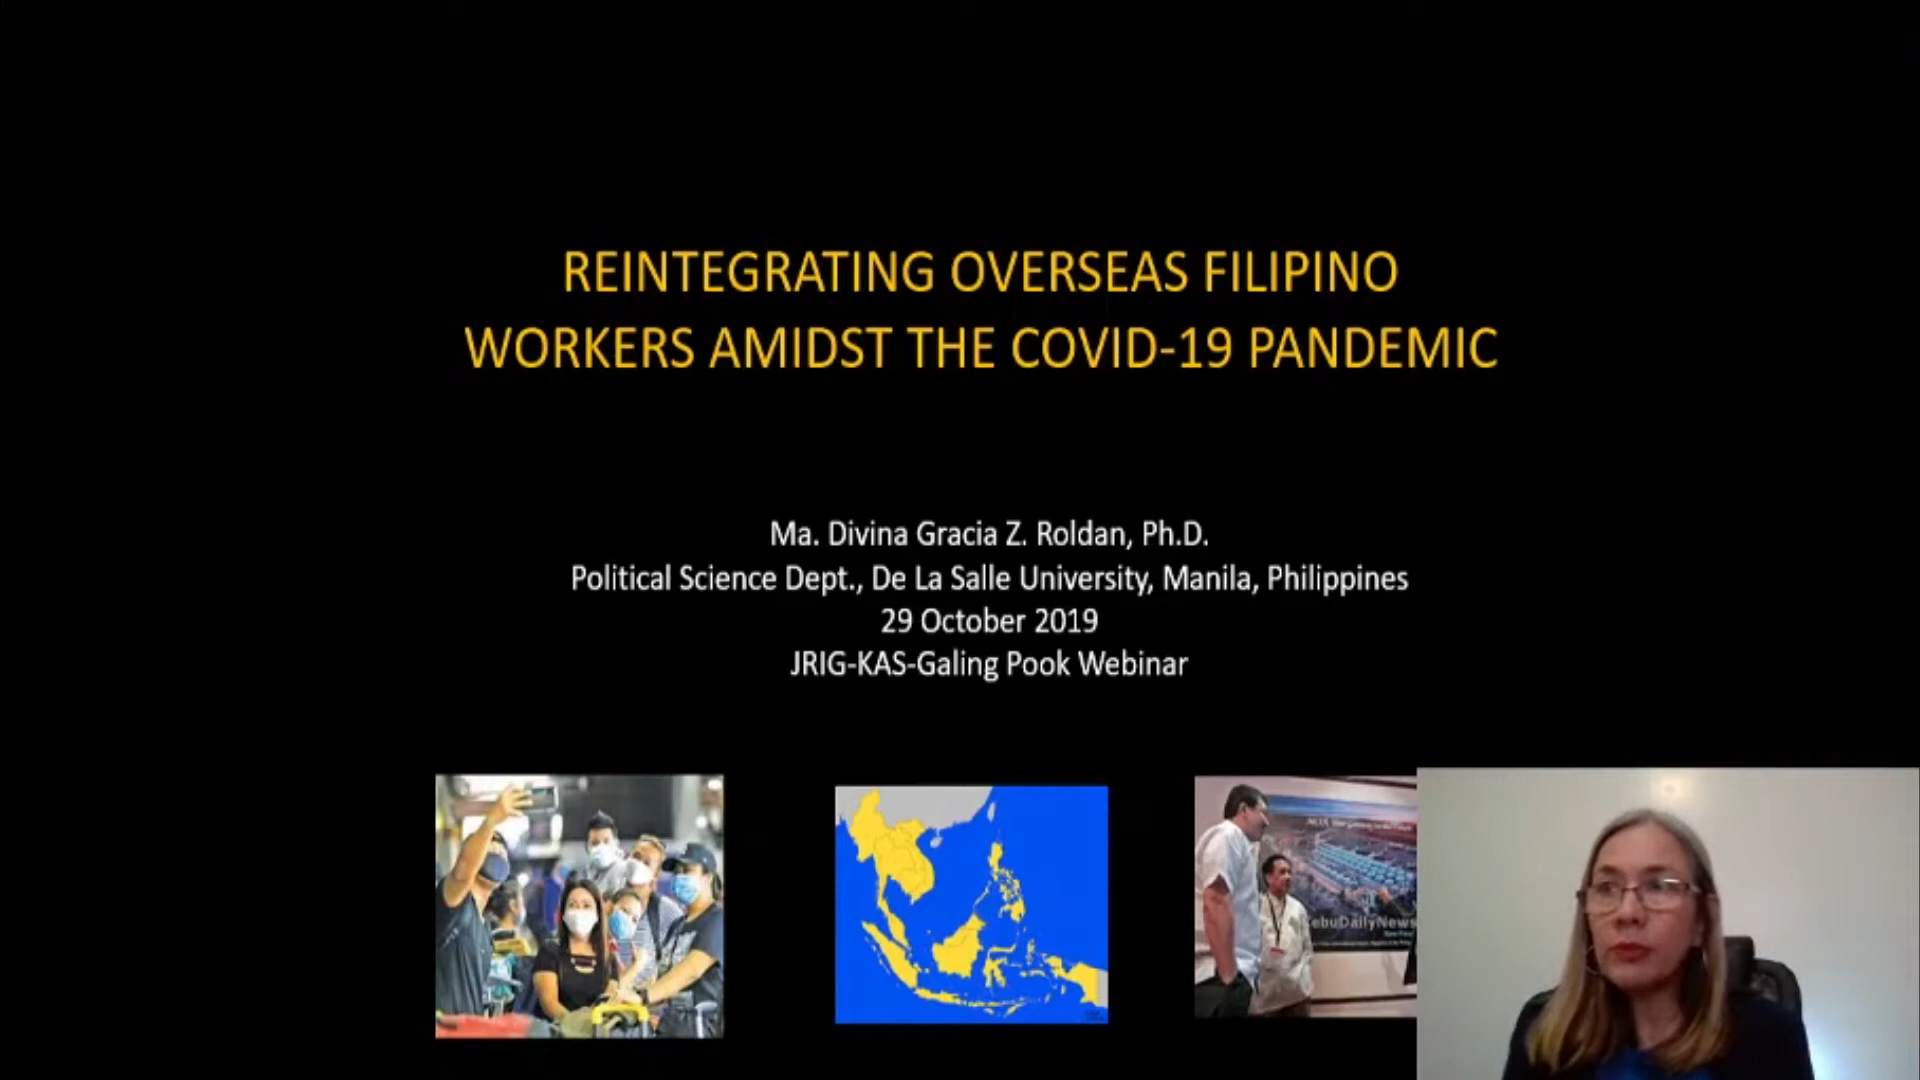 REINTEGRATING OVERSEAS FILIPINO
WORKERS AMIDST THE COVID-19 PANDEMIC
Ma. Divina Gracia Z. Roldan, Ph.D.
Political Science Dept., De La Salle University, Manila, Philippines
29 October 2019
JRIG-KAS-Galing Pook Webinar
CebuDailyNews